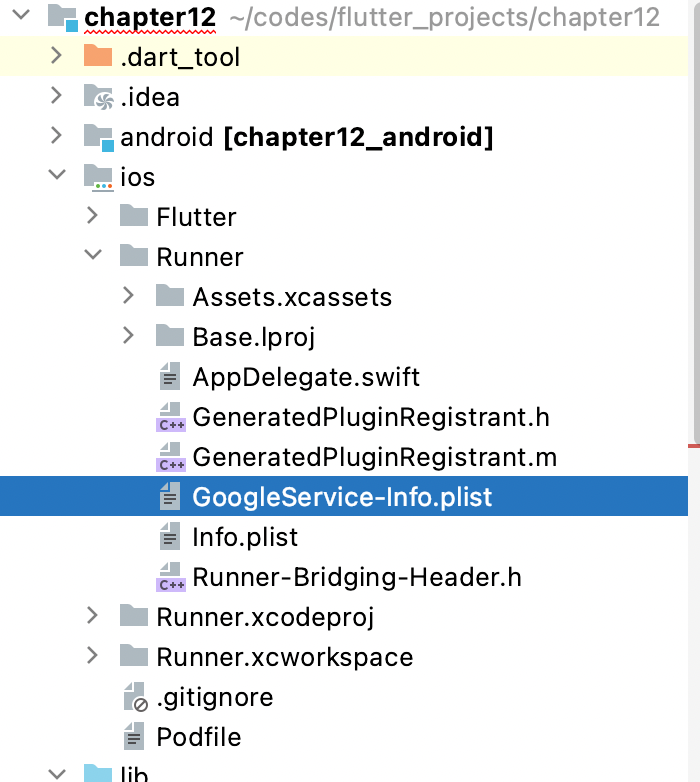 chapter12 ~/codes/flutter_projects/chapter12
.dart_tool
.idea
android [chapter12_android]
ios
Flutter
Runner
Assets.xcassets
Base.lproj
AppDelegate.swift
C++ GeneratedPluginRegistrant.h
C++ GeneratedPluginRegistrant.m
GoogleService-Info.plist
Info.plist
C++ Runner-Bridging-Header.h
Runner.xcodeproj
Runner.xcworkspace
.gitignore
Podfile
lib